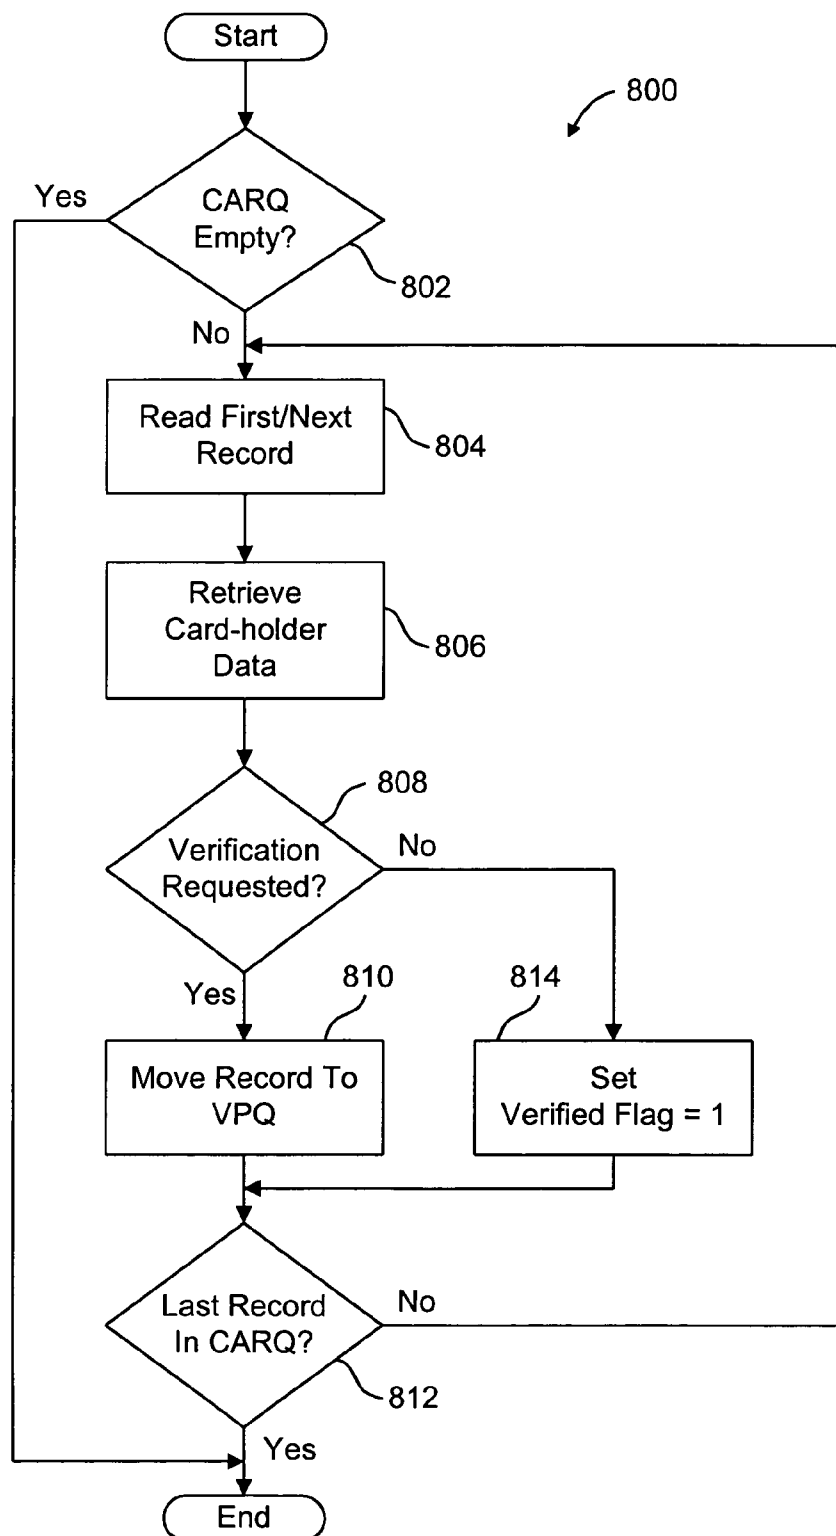 Start
800
Yes
CARQ
Empty?
802
No
Read First/Next
Record
804
Retrieve
Card-holder
Data
806
808
Verification
Requested?
No
Yes
810
814
Move Record To
VPQ
Set
Verified Flag = 1
Last Record
In CARQ?
No
812
Yes
End